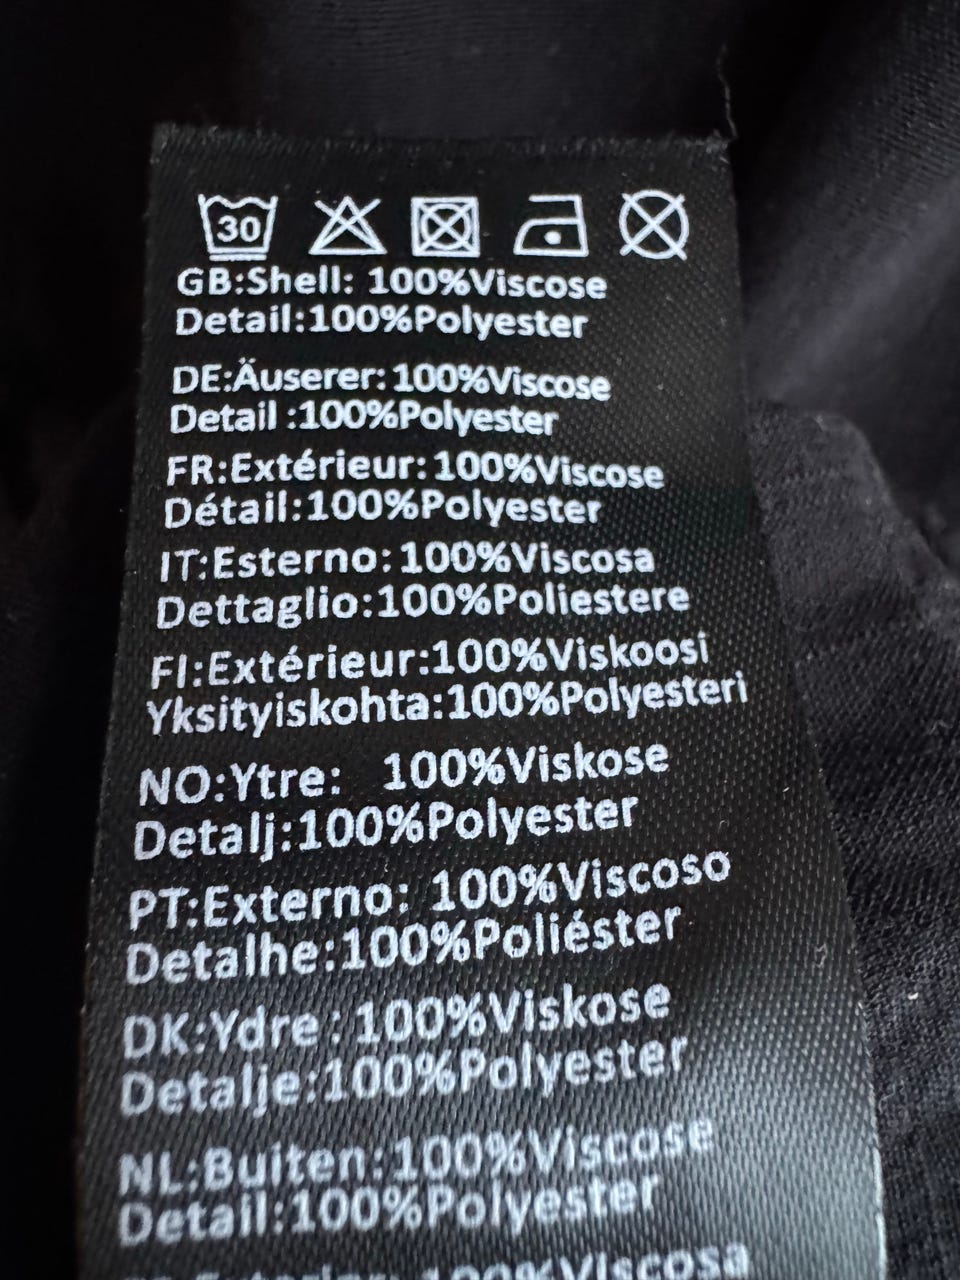 30
GB:Shell: 100%Viscose
Detail:100%Polyester
DE:Äuserer:100%Viscose
Detail :100%Polyester
FR:Extérieur:100%Viscose
Détail:100%Polyester
IT:Esterno:100%Viscosa
Dettaglio:100%Poliestere
FI:Extérieur:100%Viskoosi
Yksityiskohta:100%Polyesteri
NO:Ytre: 100%Viskose
Detalj:100%Polyester
PT:Externo: 100%Viscoso
Detalhe:100%Poliéster
DK:Ydre : 100%Viskose
Detalje:100%Polyester
NL:Buiten:100%Viscose
Detail:100%Polyester
100%Viscosa